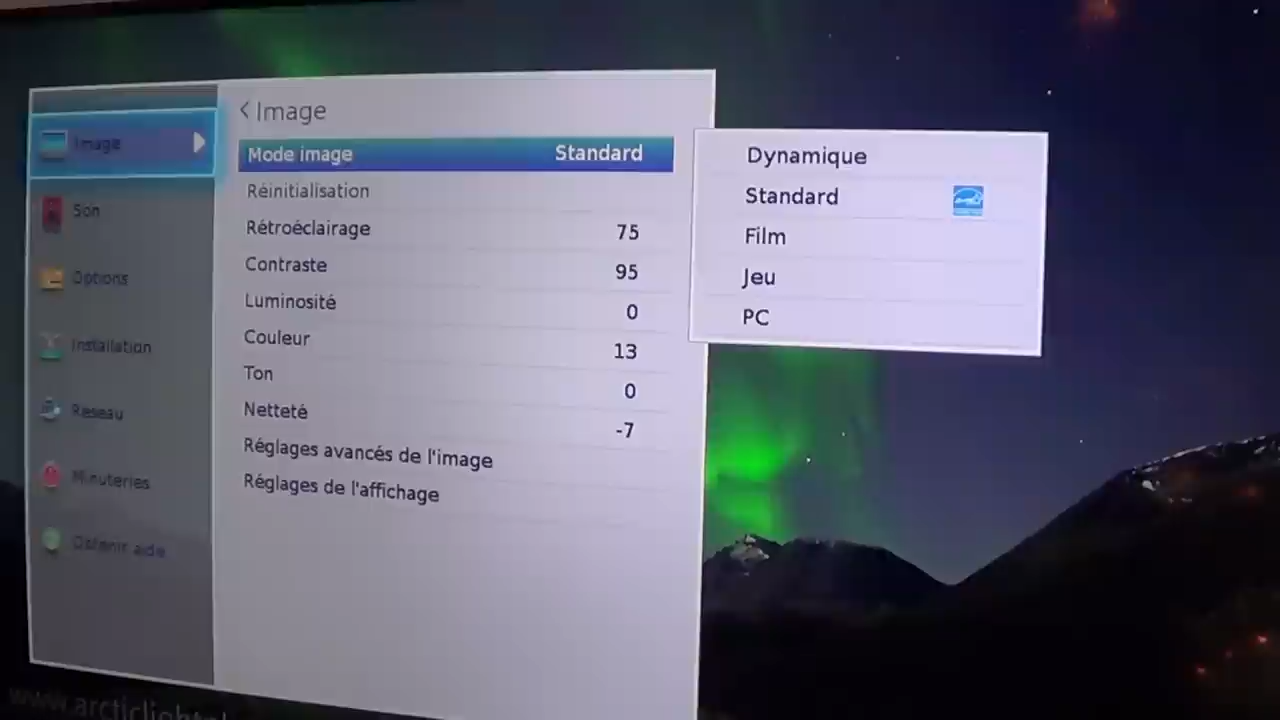 Image
Son
Options
Installation
Réseau
Minuteries
Obtenir aide
< Image
Mode image Standard
Réinitialisation
Rétroéclairage 75
Contraste 95
Luminosité 0
Couleur 13
Ton 0
Netteté -7
Réglages avancés de l'image
Réglages de l'affichage
Dynamique
Standard
Film
Jeu
PC